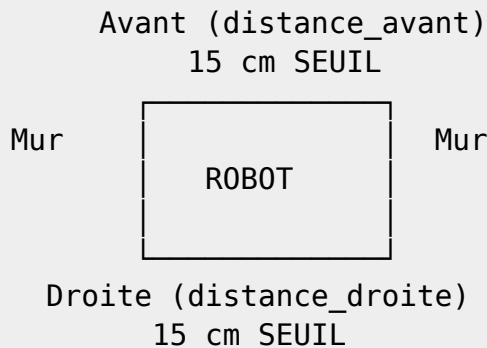 Avant (distance_avant)
15 cm SEUIL
Mur Mur
ROBOT
Droite (distance_droite)
15 cm SEUIL